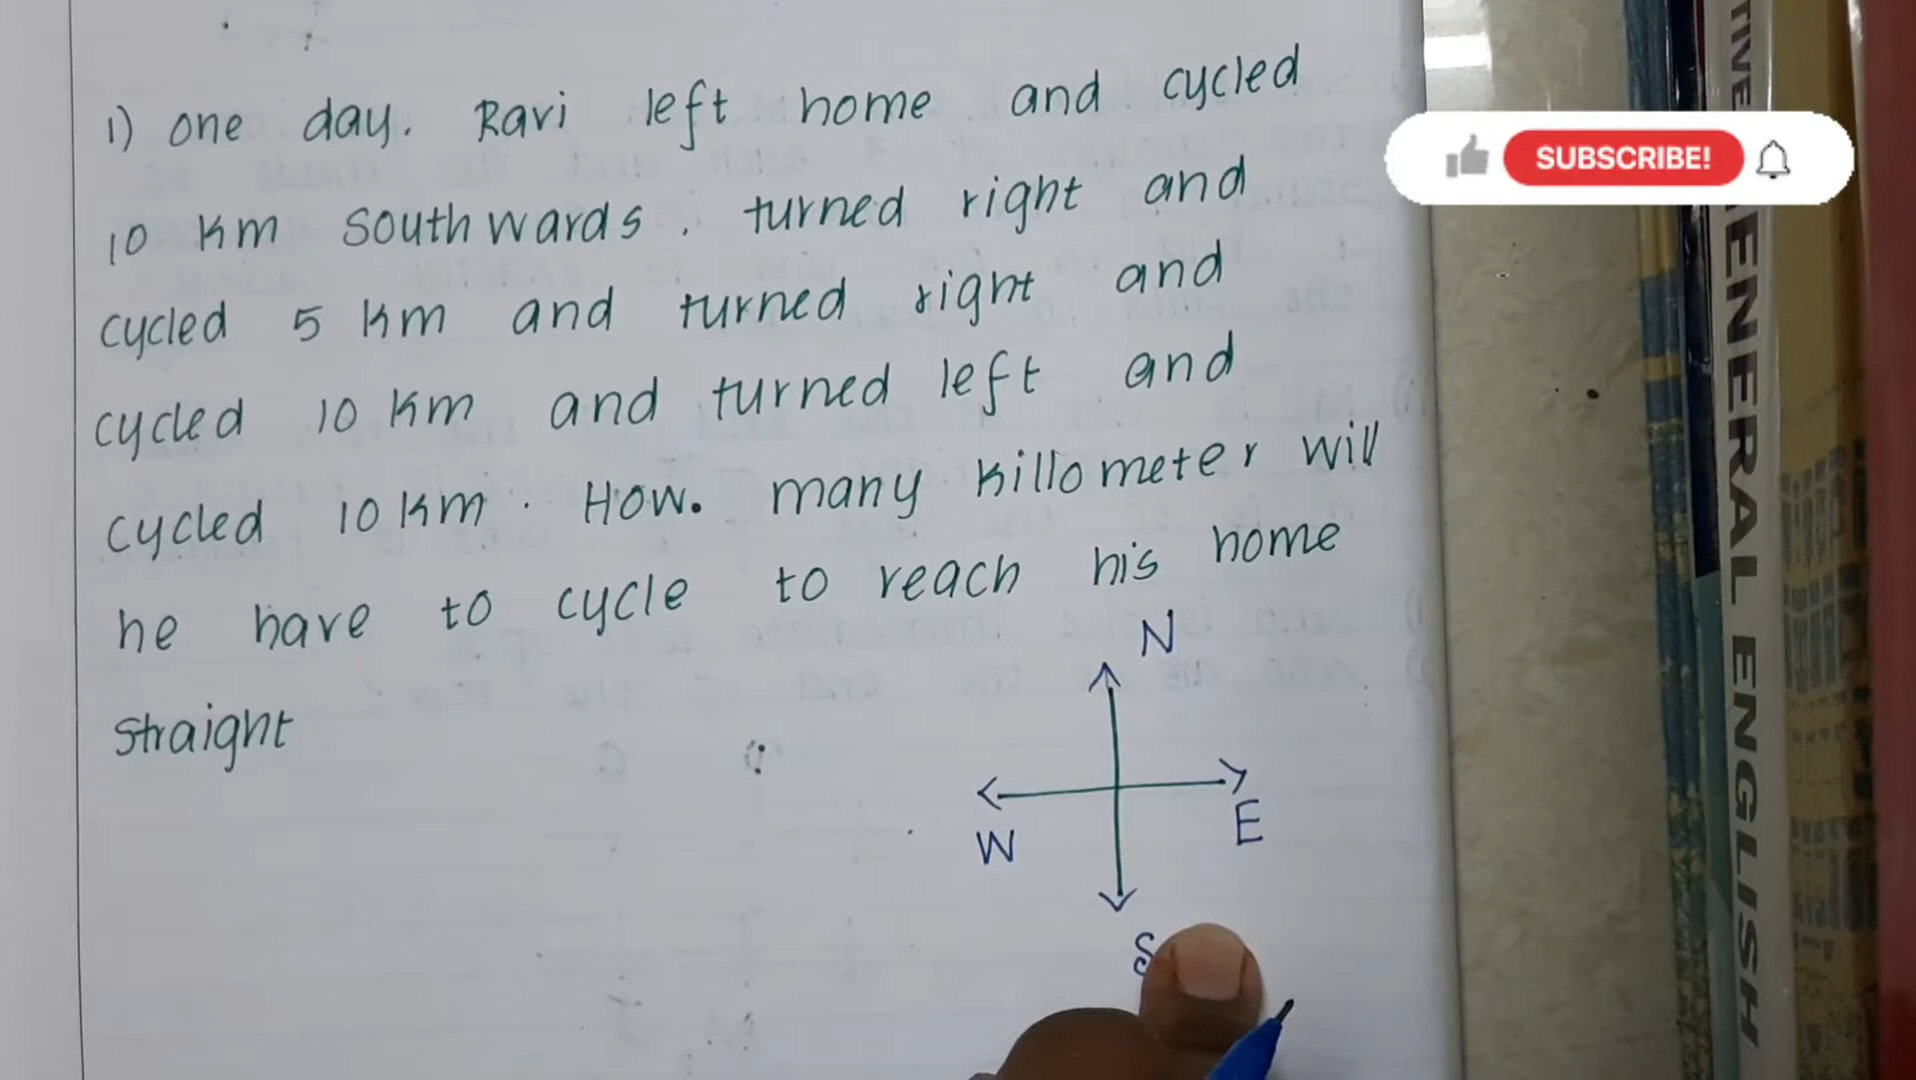 1) one day. Ravi left home and cycled
10 km Southwards. turned right and
cycled 5 km and turned right and
cycled 10 km and turned left and
cycled 10 km. How. many killometer will
he have to cycle to reach his home
straight
N
W
E
S
SUBSCRIBE!
GENERAL ENGLISH